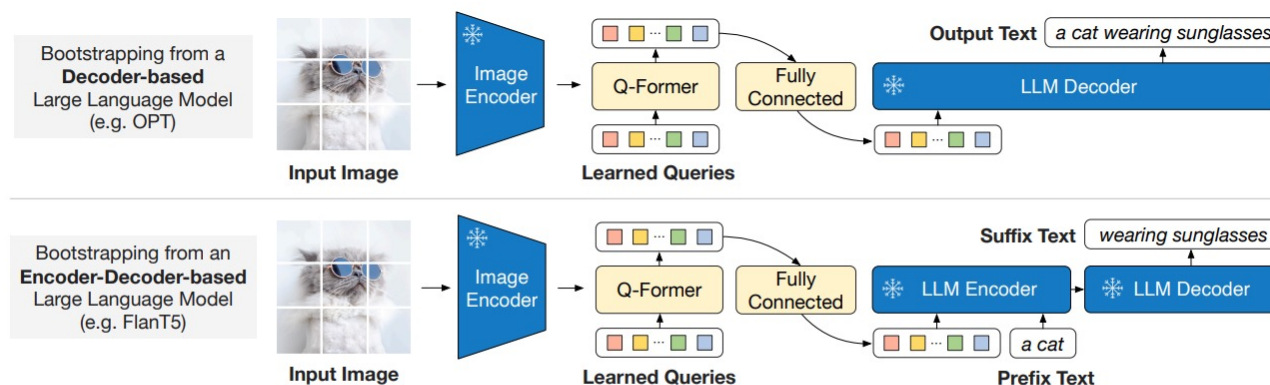 Bootstrapping from a
Decoder-based
Large Language Model
(e.g. OPT)
Input Image
Image
Encoder
Q-Former
Learned Queries
Fully
Connected
Output Text
a cat wearing sunglasses
LLM Decoder
Bootstrapping from an
Encoder-Decoder-based
Large Language Model
(e.g. FlanT5)
Input Image
Image
Encoder
Q-Former
Learned Queries
Fully
Connected
Suffix Text
wearing sunglasses
LLM Encoder
LLM Decoder
a cat
Prefix Text